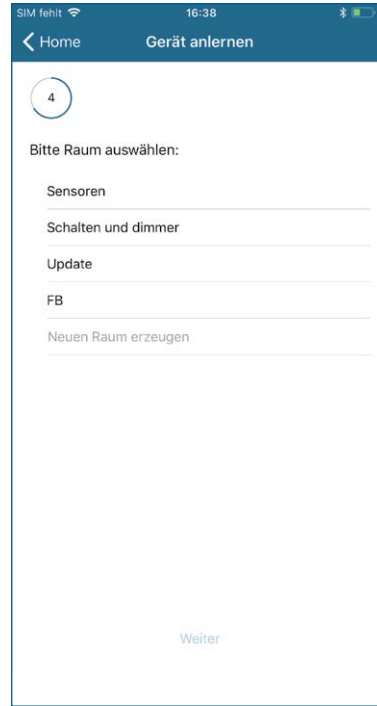 SIM fehlt 16:38
Home Gerät anlernen
4
Bitte Raum auswählen:
Sensoren
Schalten und dimmer
Update
FB
Neuen Raum erzeugen
Weiter